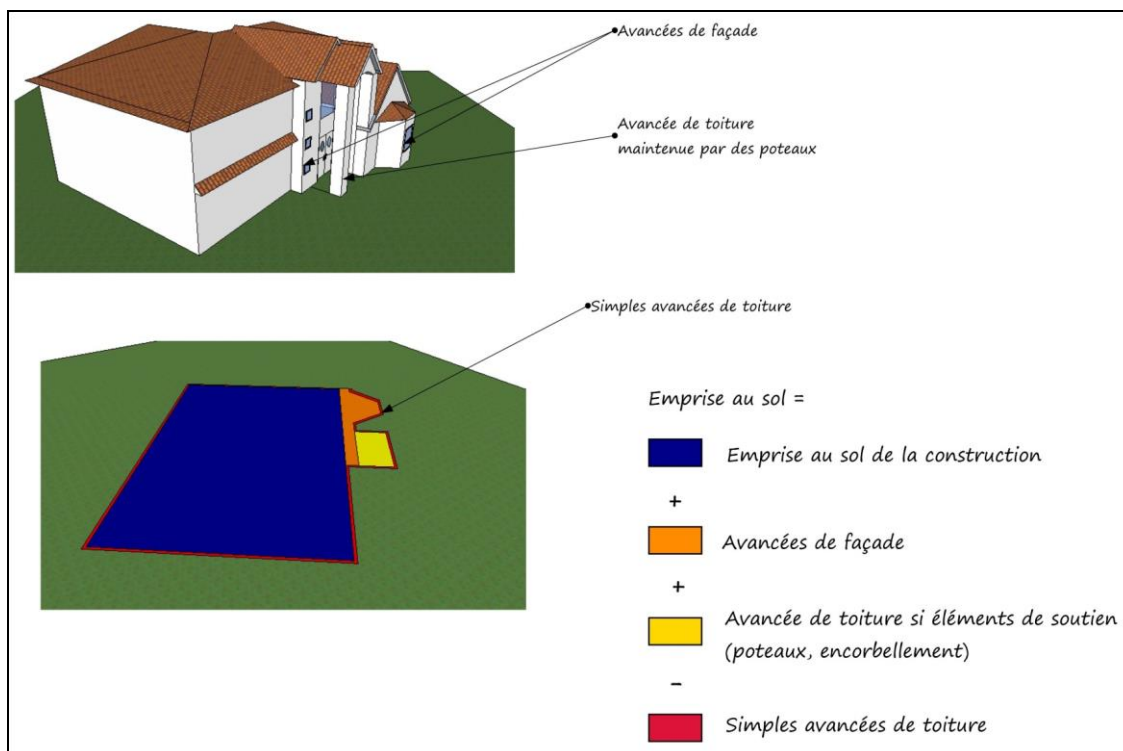 Avancées de façade
Avancée de toiture
maintenue par des poteaux
Simples avancées de toiture
Emprise au sol =
Emprise au sol de la construction
+
Avancées de façade
+
Avancée de toiture si éléments de soutien
(poteaux, encorbellement)
-
Simples avancées de toiture